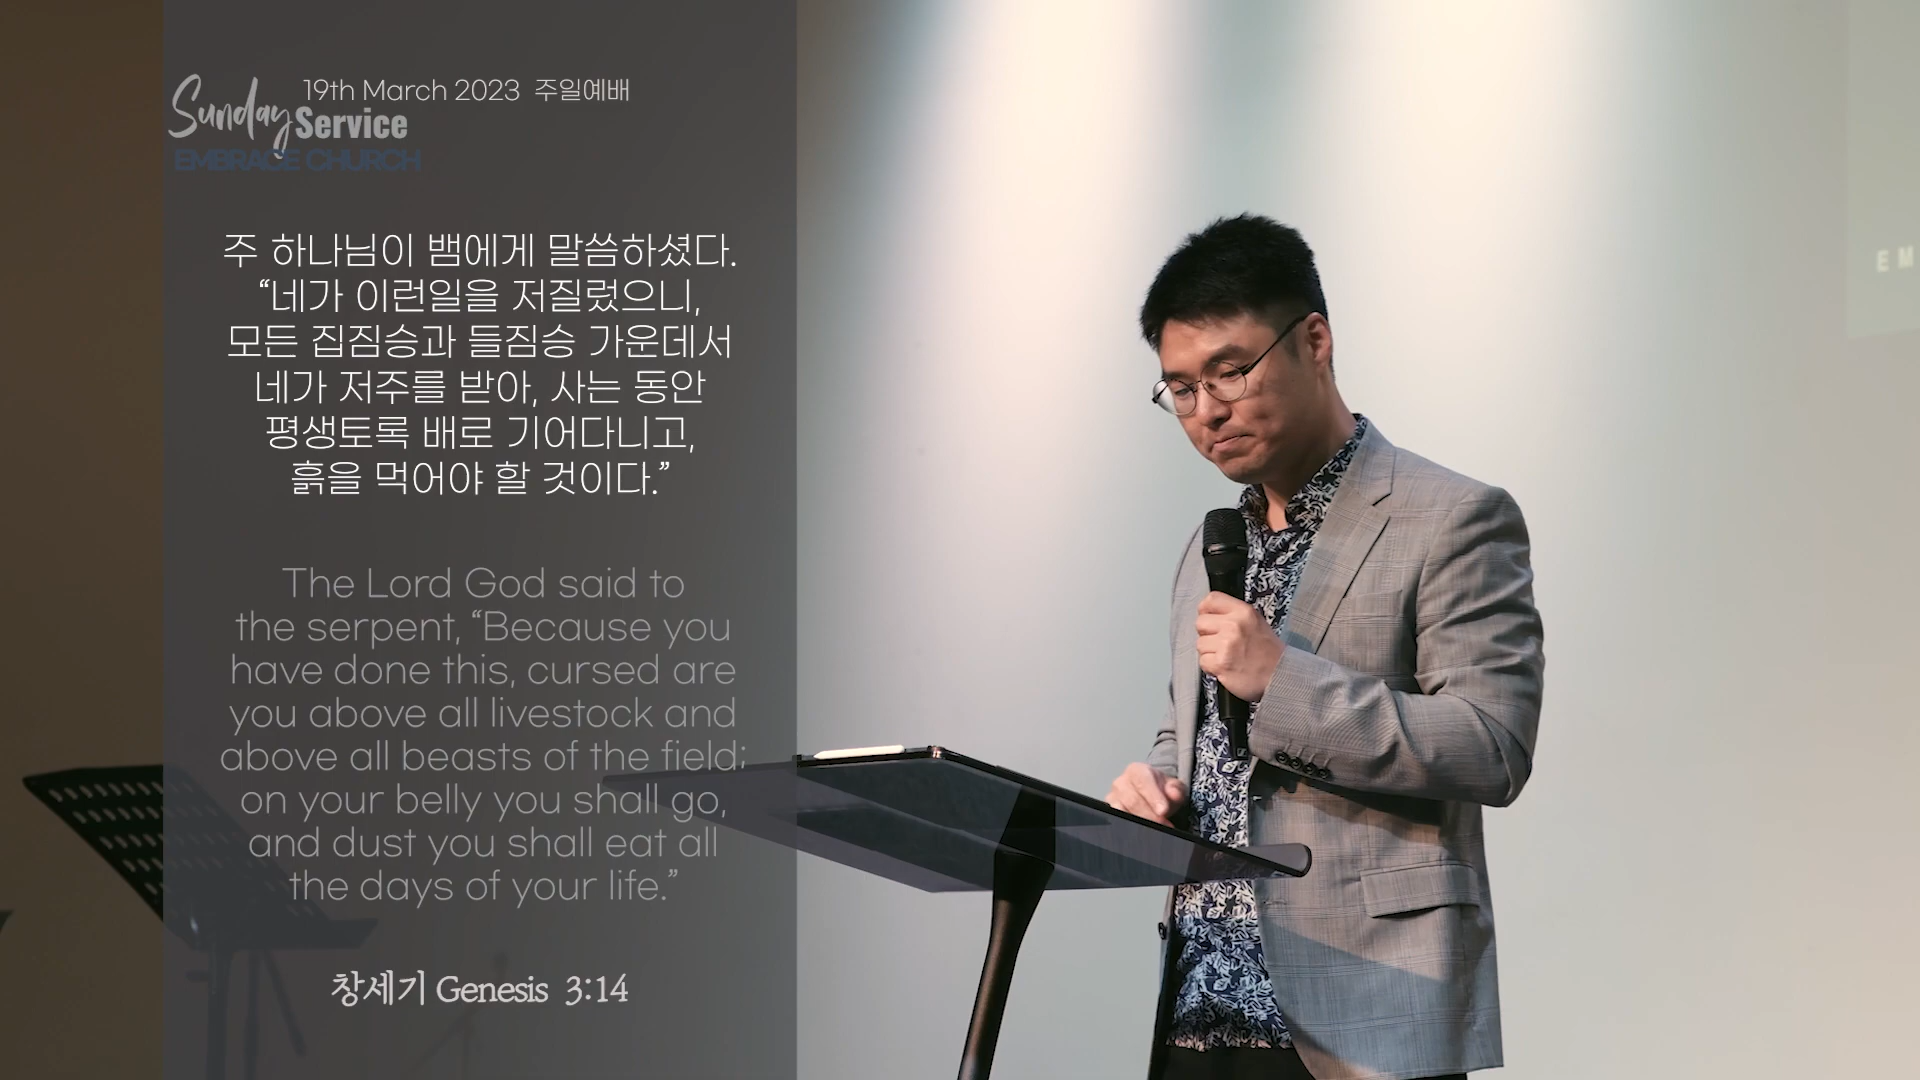 19th March 2023 주일예배
Sunday Service
EMBRACE CHURCH
주 하나님이 뱀에게 말씀하셨다.
“네가 이런일을 저질렀으니,
모든 집짐승과 들짐승 가운데서
네가 저주를 받아, 사는 동안
평생토록 배로 기어다니고,
흙을 먹어야 할 것이다.”
The Lord God said to
the serpent, “Because you
have done this, cursed are
you above all livestock and
above all beasts of the field;
on your belly you shall go,
and dust you shall eat all
the days of your life.”
창세기 Genesis 3:14
EM